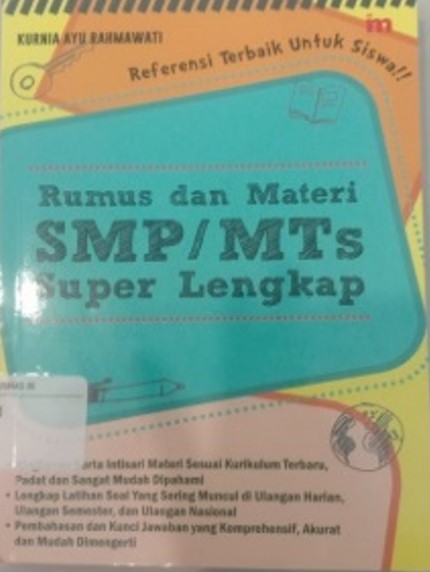 KURNIA AYU RAHMAWATI
im
Referensi Terbaik Untuk Siswa!!
Rumus dan Materi
SMP/MTs
Super Lengkap
Intisari Materi Sesuai Kurikulum Terbaru,
Padat dan Sangat Mudah Dipahami
• Lengkap Latihan Soal Yang Sering Muncul di Ulangan Harian,
Ulangan Semester, dan Ulangan Nasional
• Pembahasan dan Kunci Jawaban yang Komprehensif, Akurat
dan Mudah Dimengerti